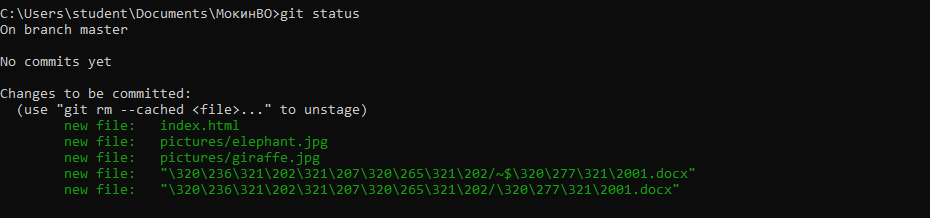 C:\Users\student\Documents\МокинВО>git status
On branch master
No commits yet
Changes to be committed:
(use "git rm --cached <file>..." to unstage)
new file: index.html
new file: pictures/elephant.jpg
new file: pictures/giraffe.jpg
new file: "\320\236\321\202\321\207\320\265\321\202/~$\320\277\321\2001.docx"
new file: "\320\236\321\202\321\207\320\265\321\202/\320\277\321\2001.docx"